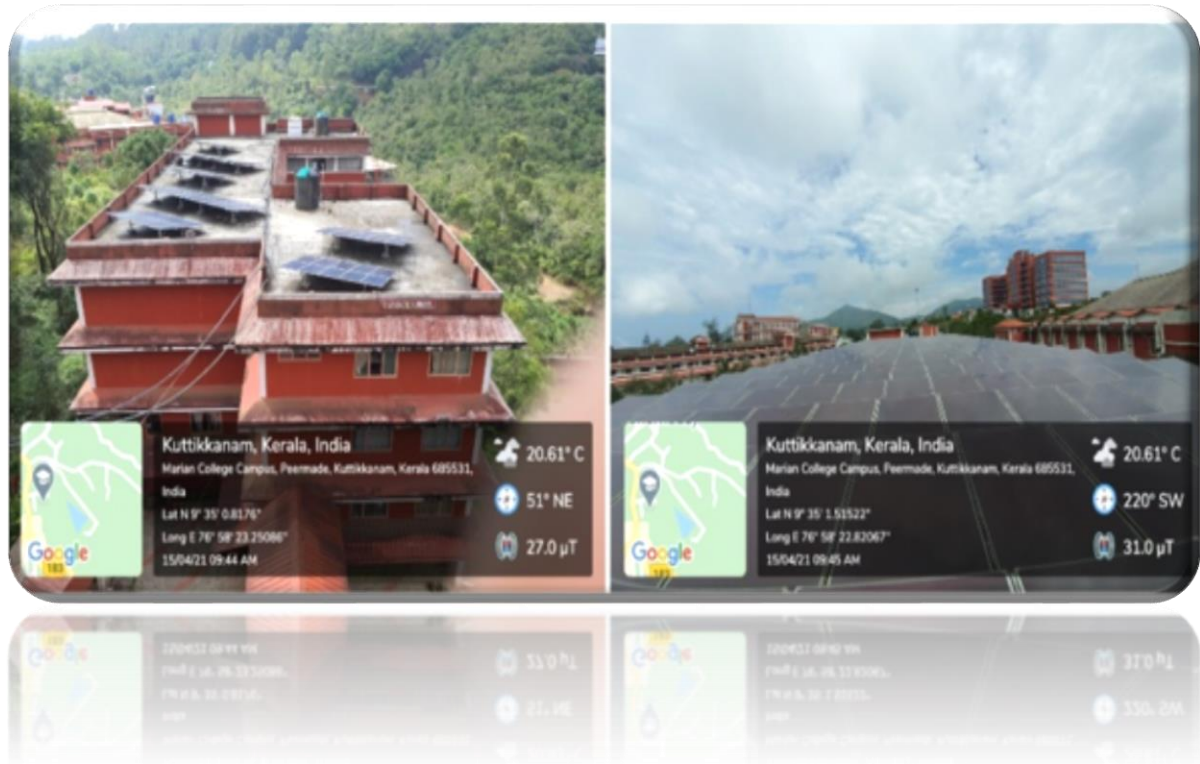 Kuttikkanam, Kerala, India
Marian College Campus, Peermade, Kuttikkanam, Kerala 685531,
India
Lat N 9° 35' 0.8176"
Long E 76° 58' 23.25086"
15/04/21 09:44 AM
20.61° C
51° NE
27.0 µT
Google
183
Kuttikkanam, Kerala, India
Marian College Campus, Peermade, Kuttikkanam, Kerala 685531,
India
Lat N 9° 35' 1.51522"
Long E 76° 58' 22.82067"
15/04/21 09:45 AM
20.61° C
220° SW
31.0 µT
Google
183